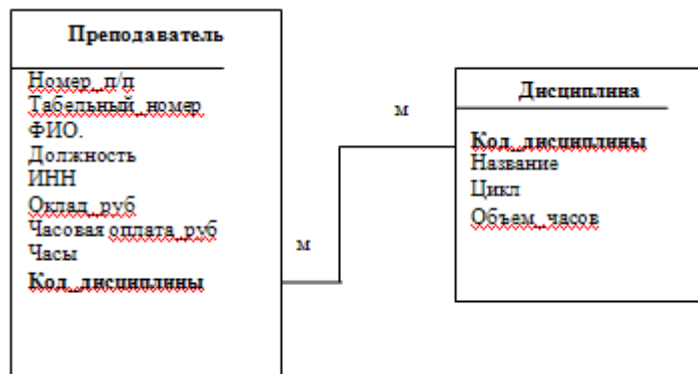 Преподаватель
Номер_п/п
Табельный_номер
ФИО.
Должность
ИНН
Оклад_руб
Часовая оплата_руб
Часы
Код_дисциплины
м
м
Дисциплина
Код_дисциплины
Название
Цикл
Объем_часов